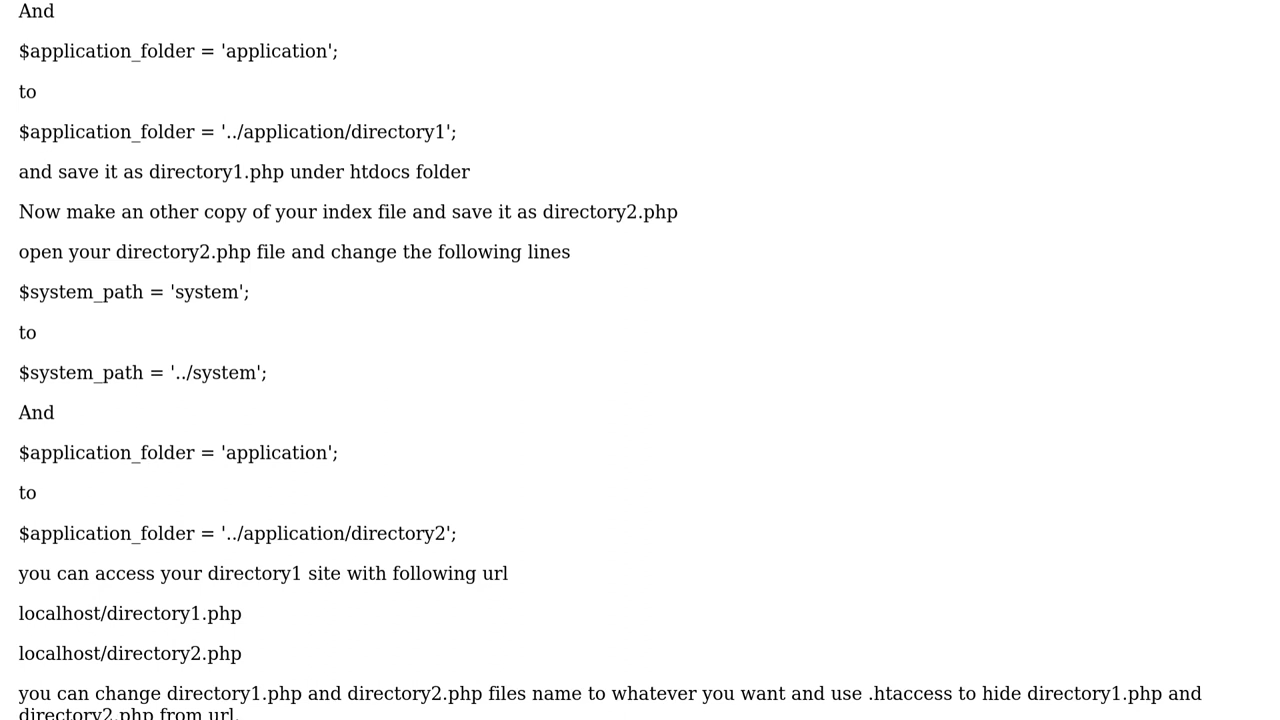 And
$application_folder = 'application';
to
$application_folder = '../application/directory1';
and save it as directory1.php under htdocs folder
Now make an other copy of your index file and save it as directory2.php
open your directory2.php file and change the following lines
$system_path = 'system';
to
$system_path = '../system';
And
$application_folder = 'application';
to
$application_folder = '../application/directory2';
you can access your directory1 site with following url
localhost/directory1.php
localhost/directory2.php
you can change directory1.php and directory2.php files name to whatever you want and use .htaccess to hide directory1.php and
directory2.php from url.